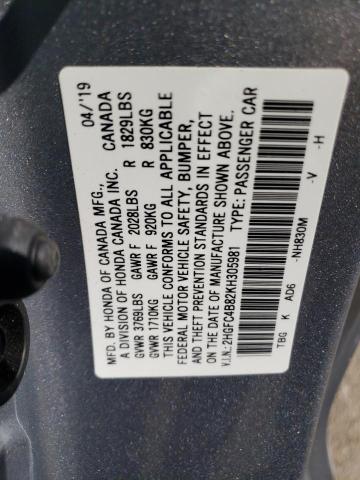 MFD. BY HONDA OF CANADA MFG., 04/'19
A DIVISION OF HONDA CANADA INC. CANADA
GVWR 3769LBS GAWR F 2028LBS R 1829LBS
GVWR 1710KG GAWR F 920KG R 830KG
THIS VEHICLE CONFORMS TO ALL APPLICABLE
FEDERAL MOTOR VEHICLE SAFETY, BUMPER,
AND THEFT PREVENTION STANDARDS IN EFFECT
ON THE DATE OF MANUFACTURE SHOWN ABOVE.
V.I.N.: 2HGFC4B82KH305981 TYPE: PASSENGER CAR
TBG K AD6 -NH830M -V -H